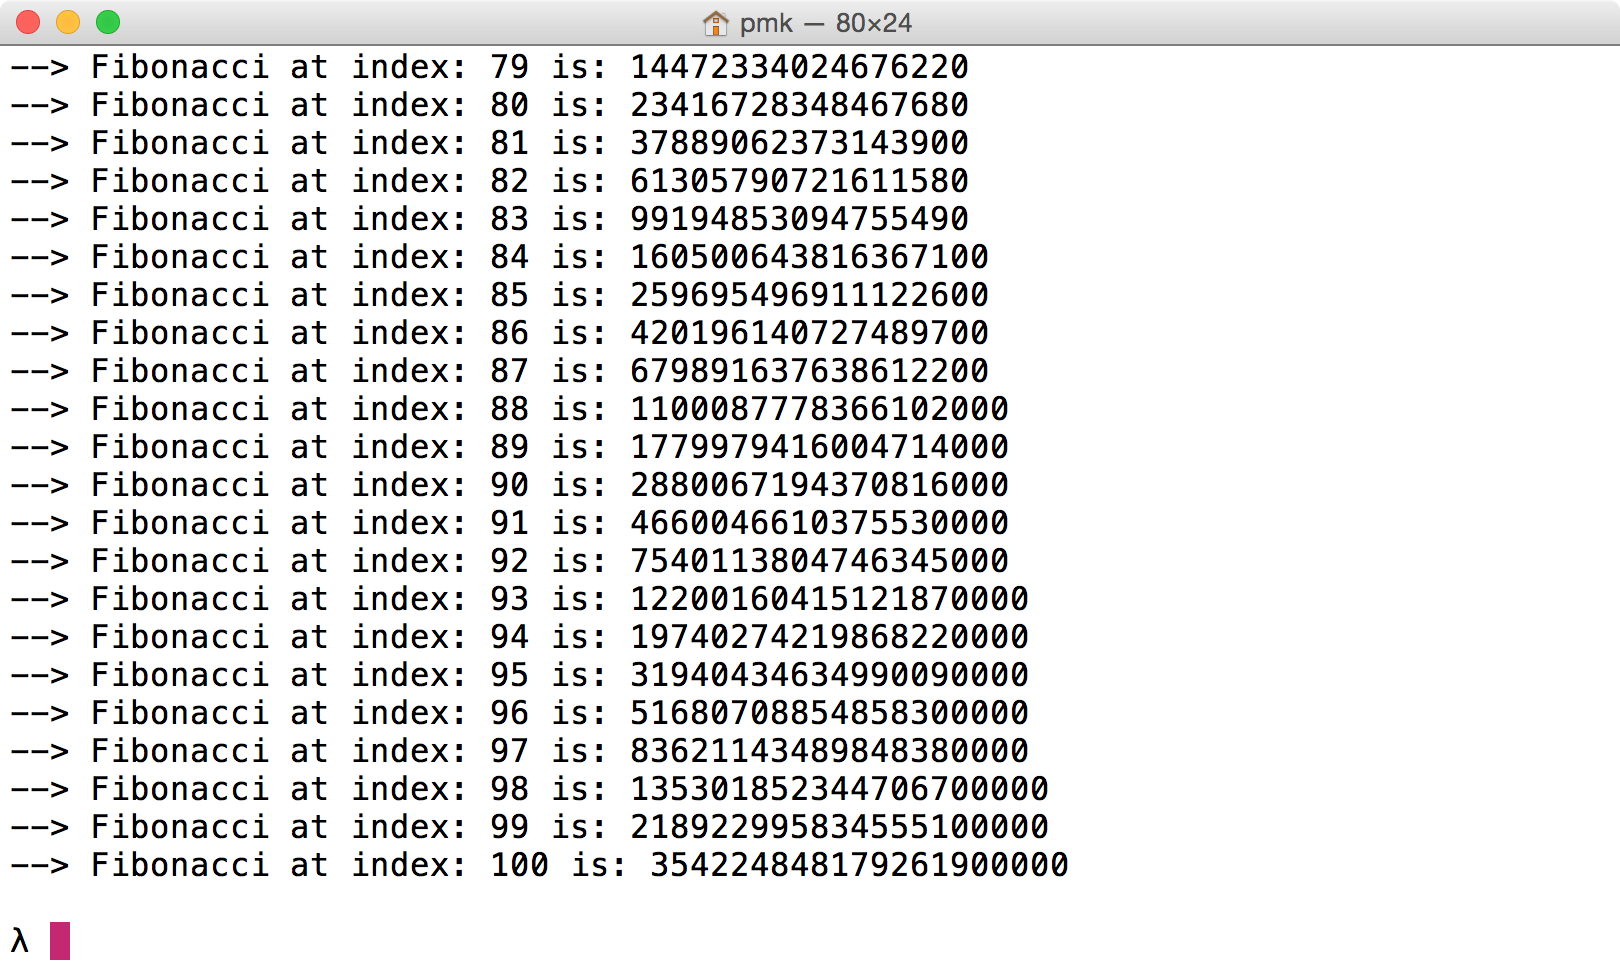 pmk — 80×24
--> Fibonacci at index: 79 is: 14472334024676220
--> Fibonacci at index: 80 is: 23416728348467680
--> Fibonacci at index: 81 is: 37889062373143900
--> Fibonacci at index: 82 is: 61305790721611580
--> Fibonacci at index: 83 is: 99194853094755490
--> Fibonacci at index: 84 is: 160500643816367100
--> Fibonacci at index: 85 is: 259695496911122600
--> Fibonacci at index: 86 is: 420196140727489700
--> Fibonacci at index: 87 is: 679891637638612200
--> Fibonacci at index: 88 is: 1100087778366102000
--> Fibonacci at index: 89 is: 1779979416004714000
--> Fibonacci at index: 90 is: 2880067194370816000
--> Fibonacci at index: 91 is: 4660046610375530000
--> Fibonacci at index: 92 is: 7540113804746345000
--> Fibonacci at index: 93 is: 12200160415121870000
--> Fibonacci at index: 94 is: 19740274219868220000
--> Fibonacci at index: 95 is: 31940434634990090000
--> Fibonacci at index: 96 is: 51680708854858300000
--> Fibonacci at index: 97 is: 83621143489848380000
--> Fibonacci at index: 98 is: 135301852344706700000
--> Fibonacci at index: 99 is: 218922995834555100000
--> Fibonacci at index: 100 is: 354224848179261900000
λ